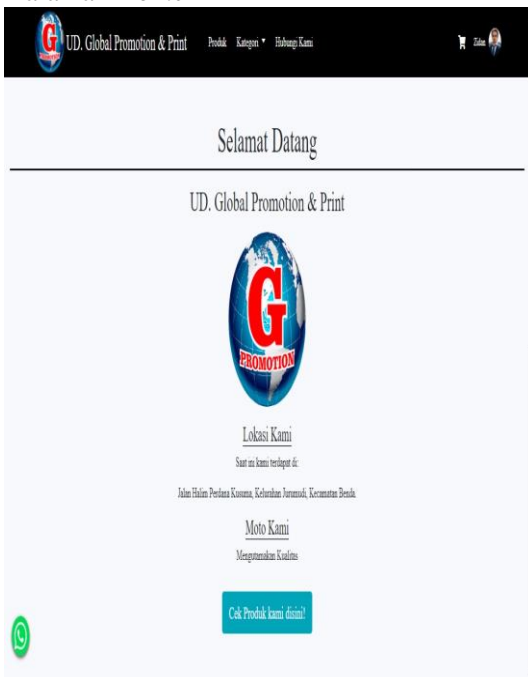 UD. Global Promotion & Print Produk Kategori Hubungi Kami Zidan
Selamat Datang
UD. Global Promotion & Print
G
PROMOTION
Lokasi Kami
Saat ini kami terdapat di:
Jalan Halim Perdana Kusuma, Kelurahan Jurumudi, Kecamatan Benda.
Moto Kami
Mengutamakan Kualitas
Cek Produk kami disini!